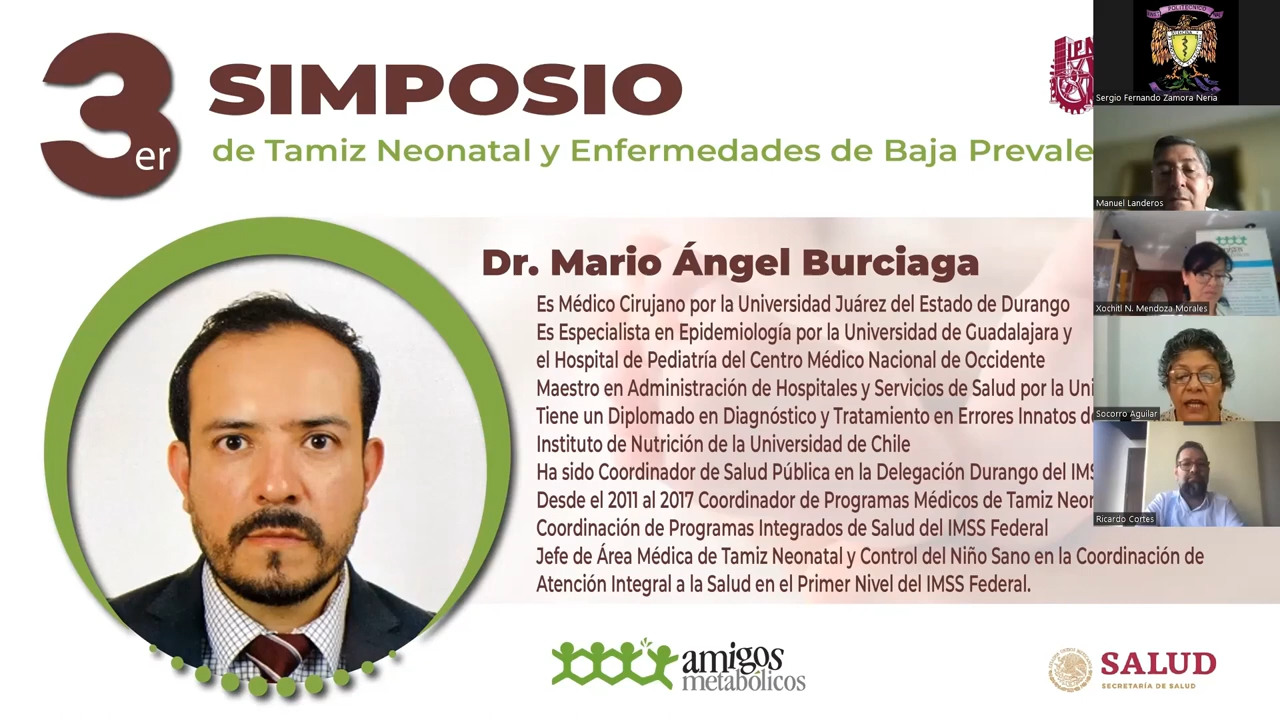 3er
SIMPOSIO
de Tamiz Neonatal y Enfermedades de Baja Prevale
I.P.N
POLITECNICO
Sergio Fernando Zamora Neria
Manuel Landeros
Xochitl N. Mendoza Morales
Socorro Aguilar
Ricardo Cortes
Dr. Mario Ángel Burciaga
Es Médico Cirujano por la Universidad Juárez del Estado de Durango
Es Especialista en Epidemiología por la Universidad de Guadalajara y
el Hospital de Pediatría del Centro Médico Nacional de Occidente
Maestro en Administración de Hospitales y Servicios de Salud por la Uni
Tiene un Diplomado en Diagnóstico y Tratamiento en Errores Innatos de
Instituto de Nutrición de la Universidad de Chile
Ha sido Coordinador de Salud Pública en la Delegación Durango del IMS
Desde el 2011 al 2017 Coordinador de Programas Médicos de Tamiz Neon
Coordinación de Programas Integrados de Salud del IMSS Federal
Jefe de Área Médica de Tamiz Neonatal y Control del Niño Sano en la Coordinación de
Atención Integral a la Salud en el Primer Nivel del IMSS Federal.
amigos
metabólicos
SALUD
SECRETARÍA DE SALUD